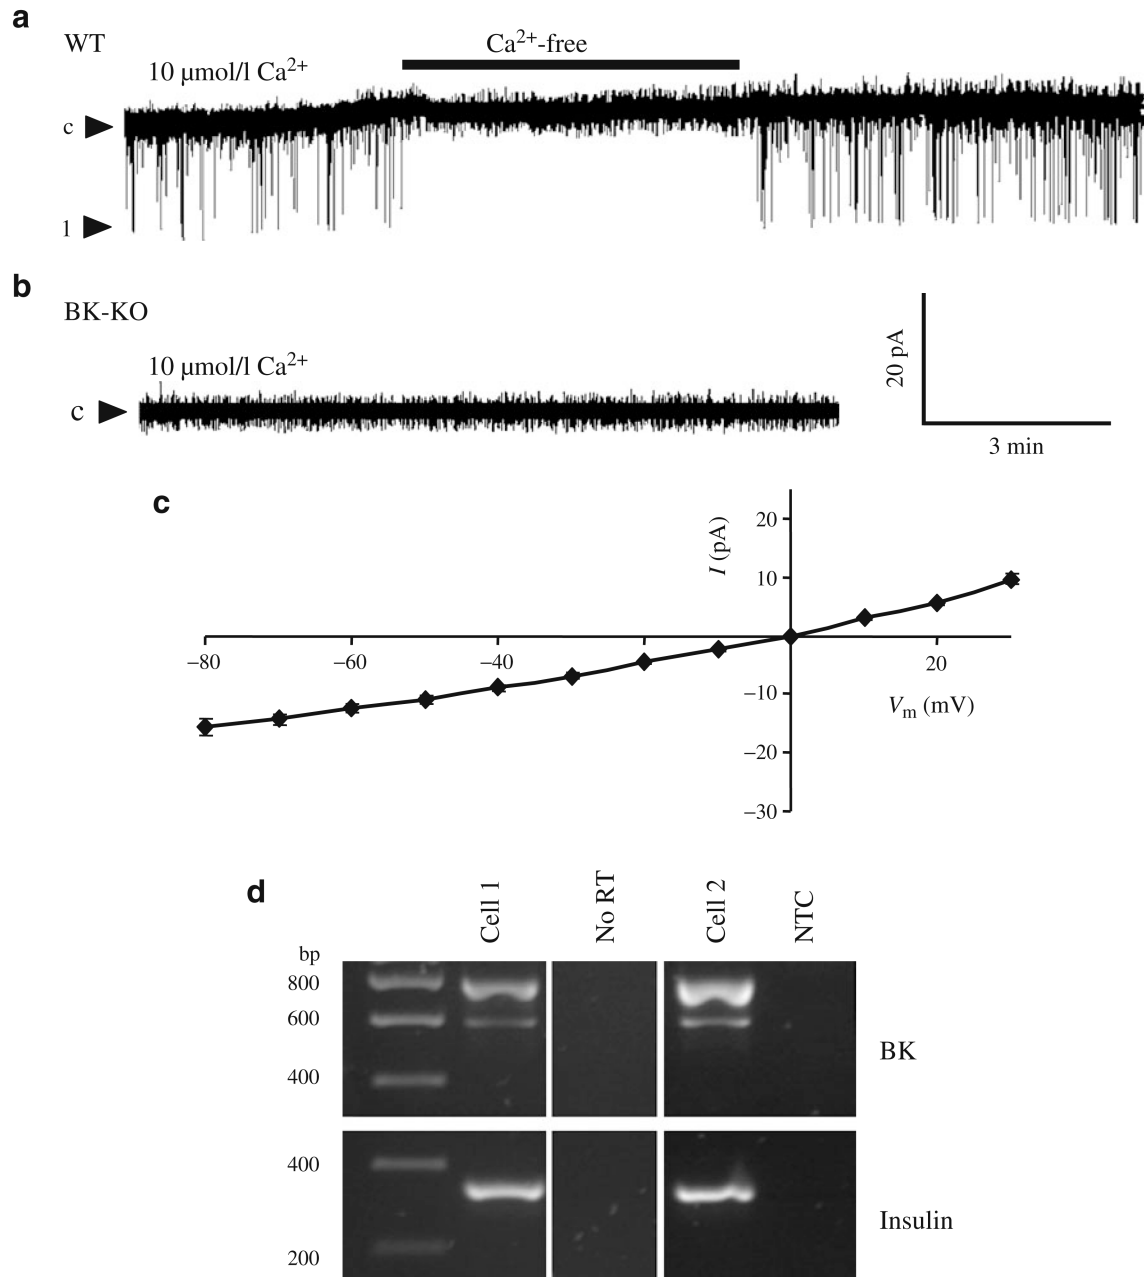 a
WT
Ca²⁺-free
10 µmol/l Ca²⁺
c
1
b
BK-KO
10 µmol/l Ca²⁺
c
20 pA
3 min
c
I (pA)
20
10
−80
−60
−40
20
−10
−20
−30
Vₘ (mV)
d
Cell 1
No RT
Cell 2
NTC
bp
800
600
400
BK
400
200
Insulin